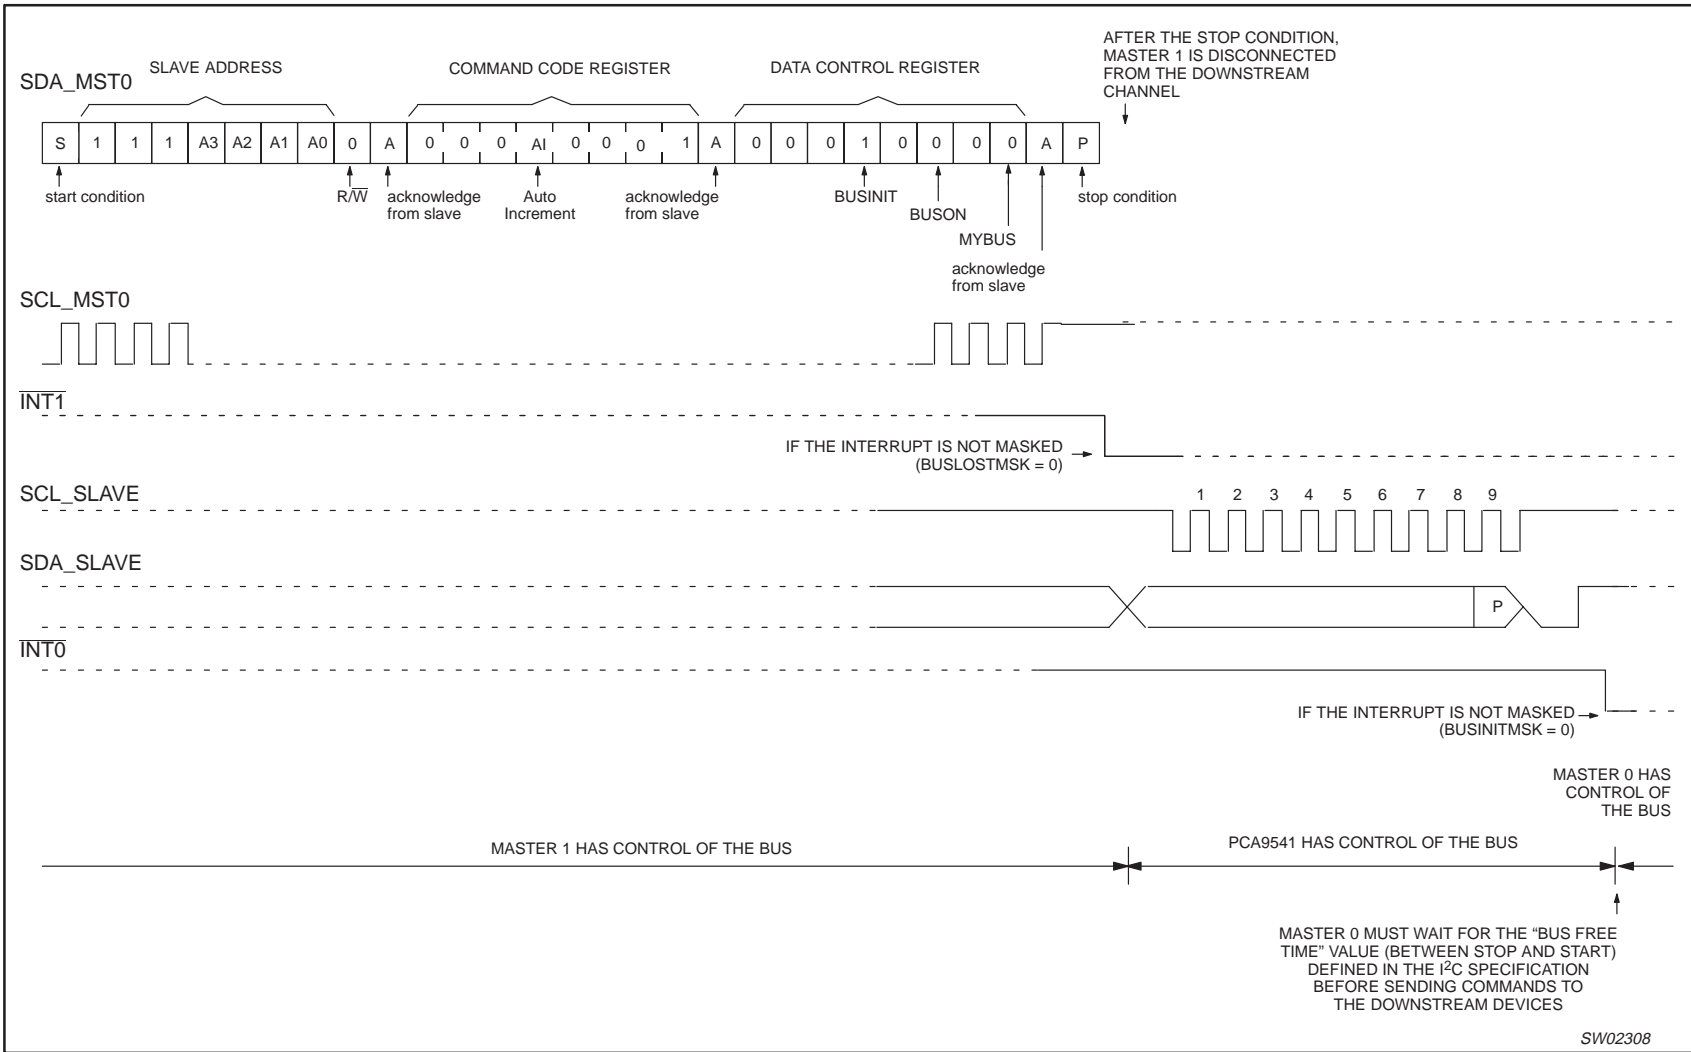 AFTER THE STOP CONDITION,
MASTER 1 IS DISCONNECTED
FROM THE DOWNSTREAM
CHANNEL
SLAVE ADDRESS
COMMAND CODE REGISTER
DATA CONTROL REGISTER
SDA_MST0
S 1 1 1 A3 A2 A1 A0 0 A 0 0 0 AI 0 0 0 1 A 0 0 0 1 0 0 0 0 A P
start condition
R/W
acknowledge
from slave
Auto
Increment
acknowledge
from slave
BUSINIT
BUSON
MYBUS
acknowledge
from slave
stop condition
SCL_MST0
INT1
IF THE INTERRUPT IS NOT MASKED
(BUSLOSTMSK = 0)
SCL_SLAVE
1 2 3 4 5 6 7 8 9
SDA_SLAVE
P
INT0
IF THE INTERRUPT IS NOT MASKED
(BUSINITMSK = 0)
MASTER 0 HAS
CONTROL OF
THE BUS
MASTER 1 HAS CONTROL OF THE BUS
PCA9541 HAS CONTROL OF THE BUS
MASTER 0 MUST WAIT FOR THE “BUS FREE
TIME” VALUE (BETWEEN STOP AND START)
DEFINED IN THE I²C SPECIFICATION
BEFORE SENDING COMMANDS TO
THE DOWNSTREAM DEVICES
SW02308